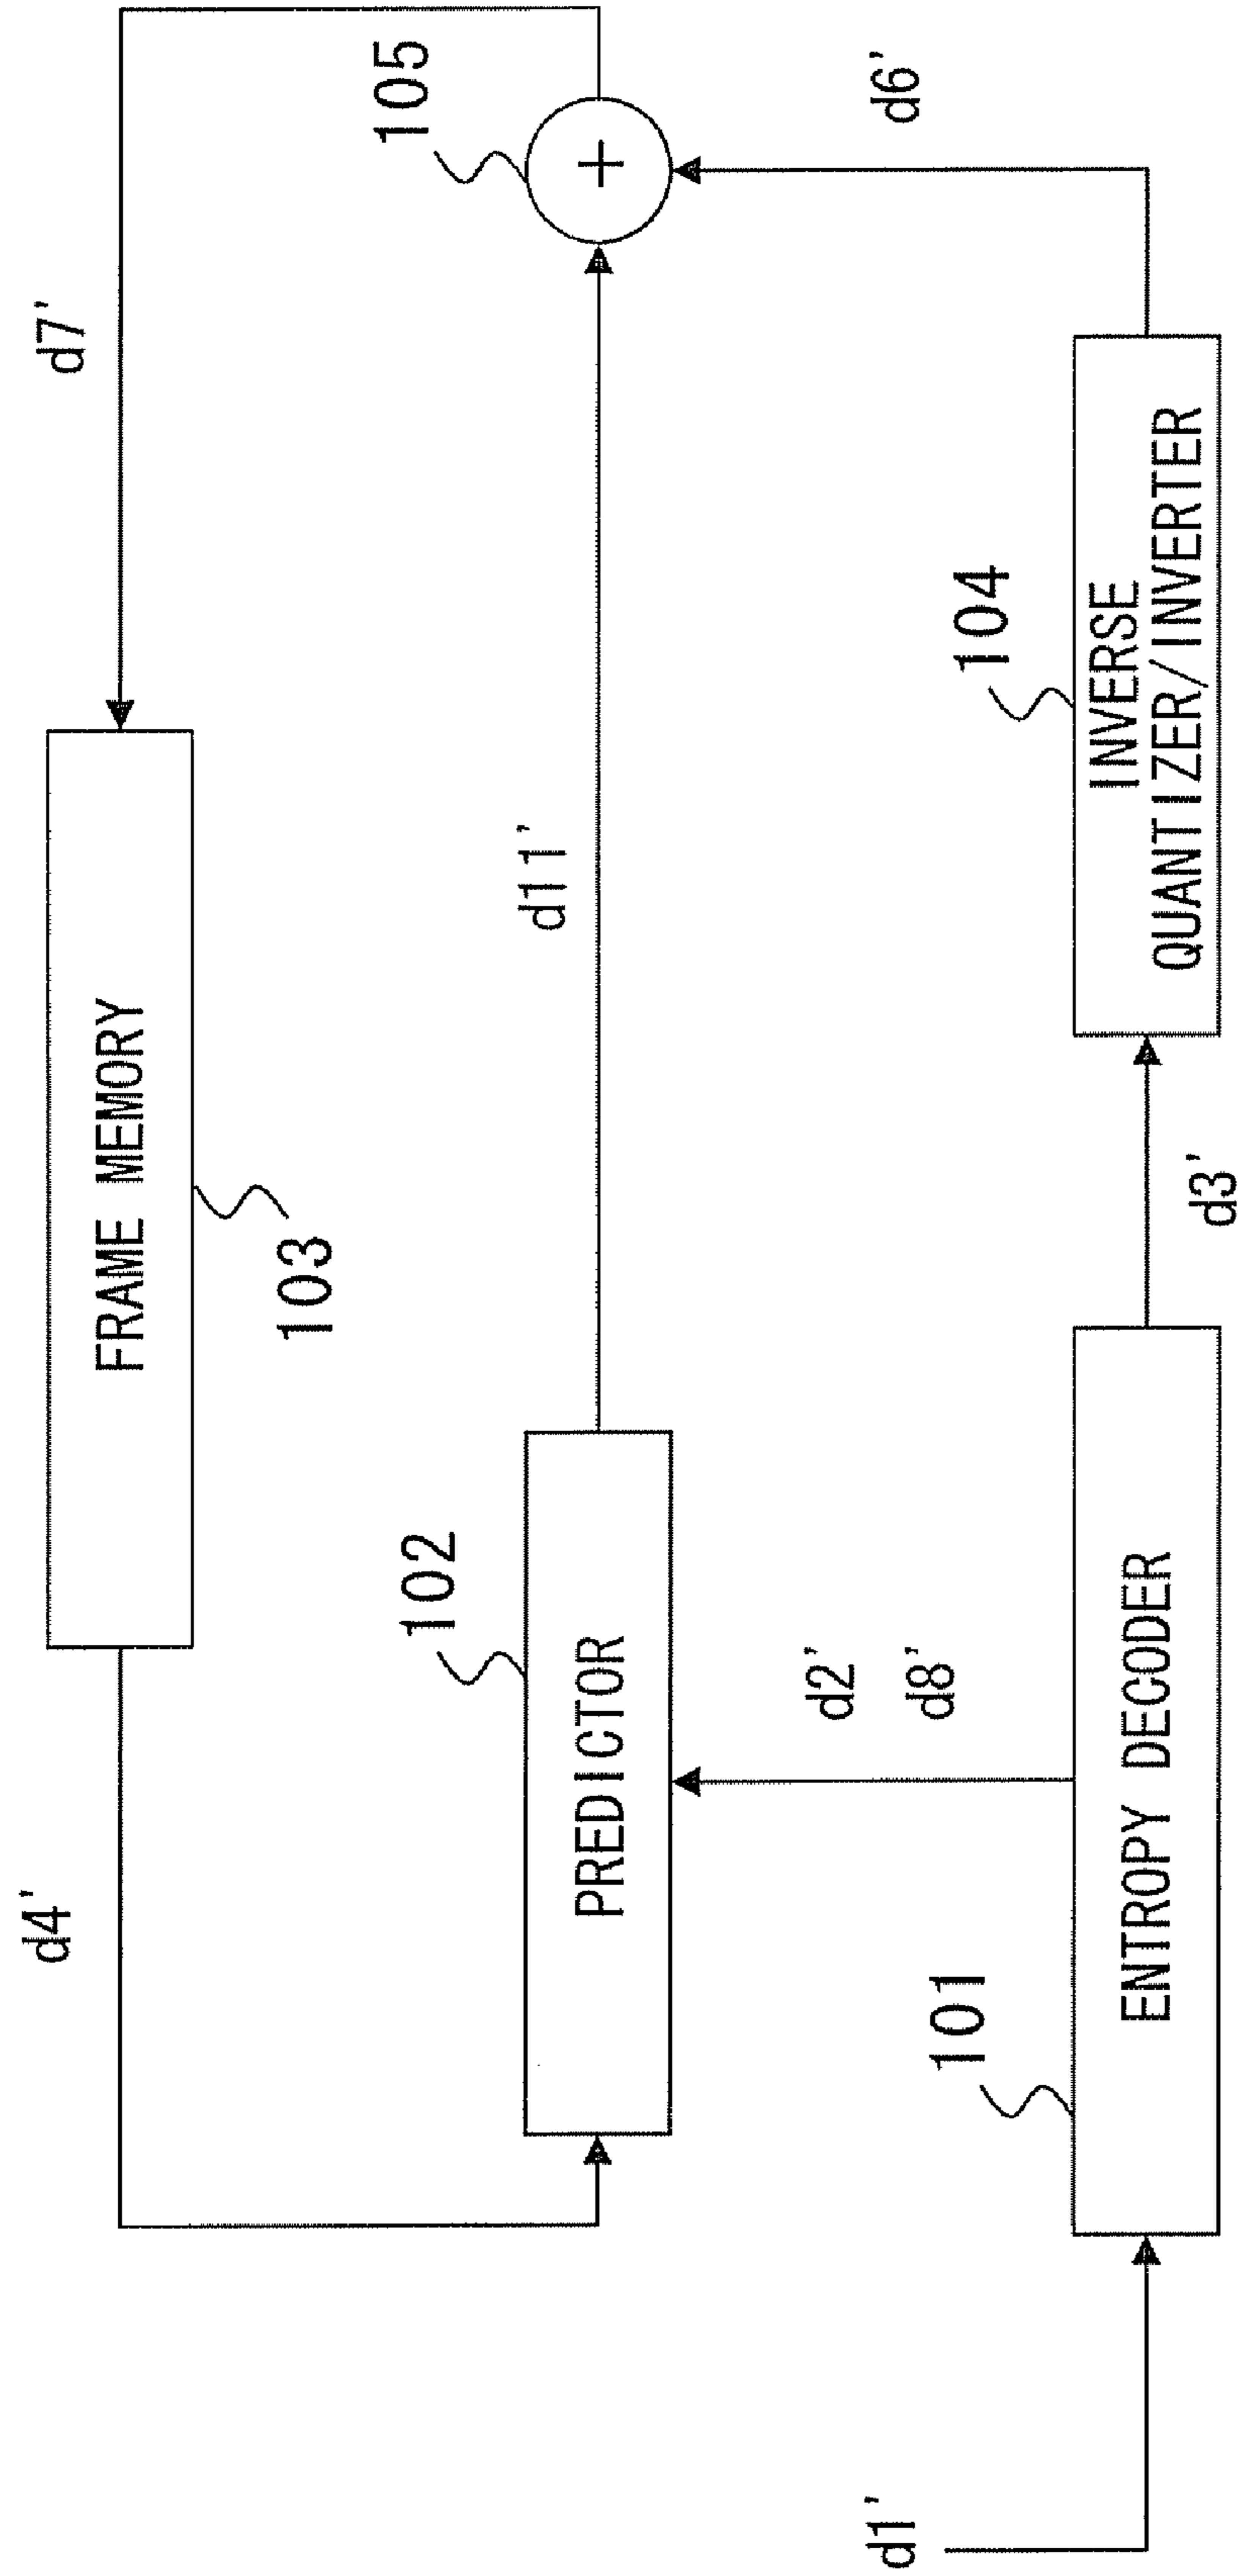 d4'
d7'
FRAME MEMORY
103
105
+
102
d11'
PREDICTOR
d2'
d8'
d6'
101
104
ENTROPY DECODER
INVERSE
QUANTIZER/INVERTER
d1'
d3'